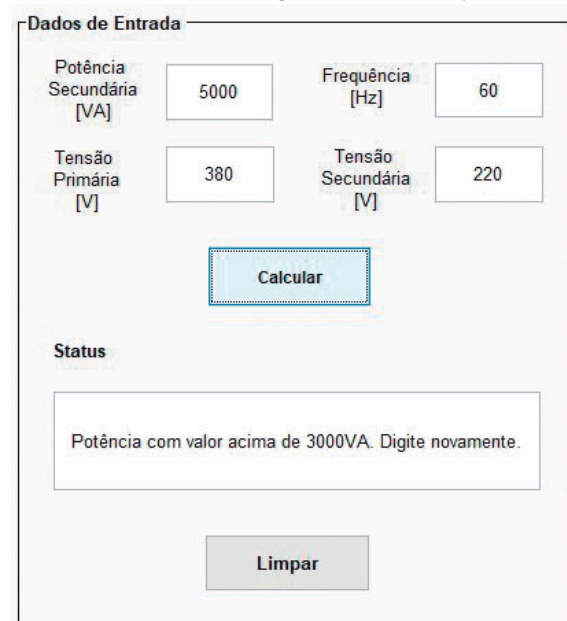 Dados de Entrada
Potência
Secundária
[VA]
5000
Frequência
[Hz]
60
Tensão
Primária
[V]
380
Tensão
Secundária
[V]
220
Calcular
Status
Potência com valor acima de 3000VA. Digite novamente.
Limpar